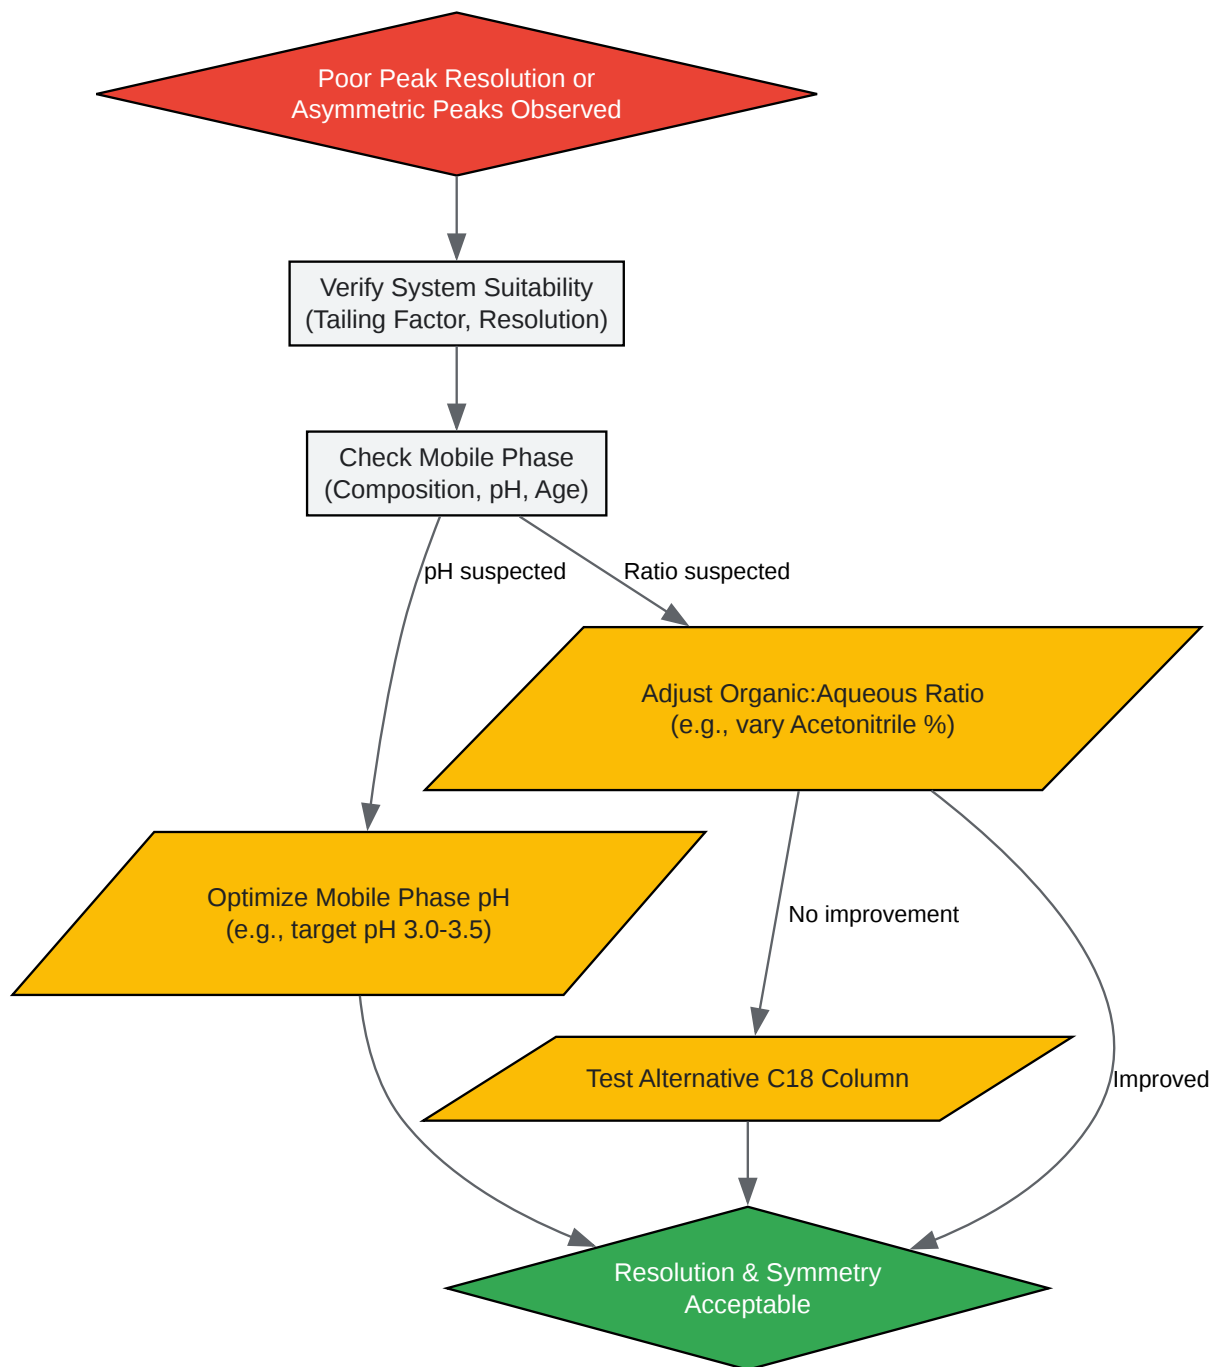 Poor Peak Resolution or
Asymmetric Peaks Observed
Verify System Suitability
(Tailing Factor, Resolution)
Check Mobile Phase
(Composition, pH, Age)
pH suspected
Ratio suspected
Adjust Organic:Aqueous Ratio
(e.g., vary Acetonitrile %)
Optimize Mobile Phase pH
(e.g., target pH 3.0-3.5)
No improvement
Test Alternative C18 Column
Improved
Resolution & Symmetry
Acceptable